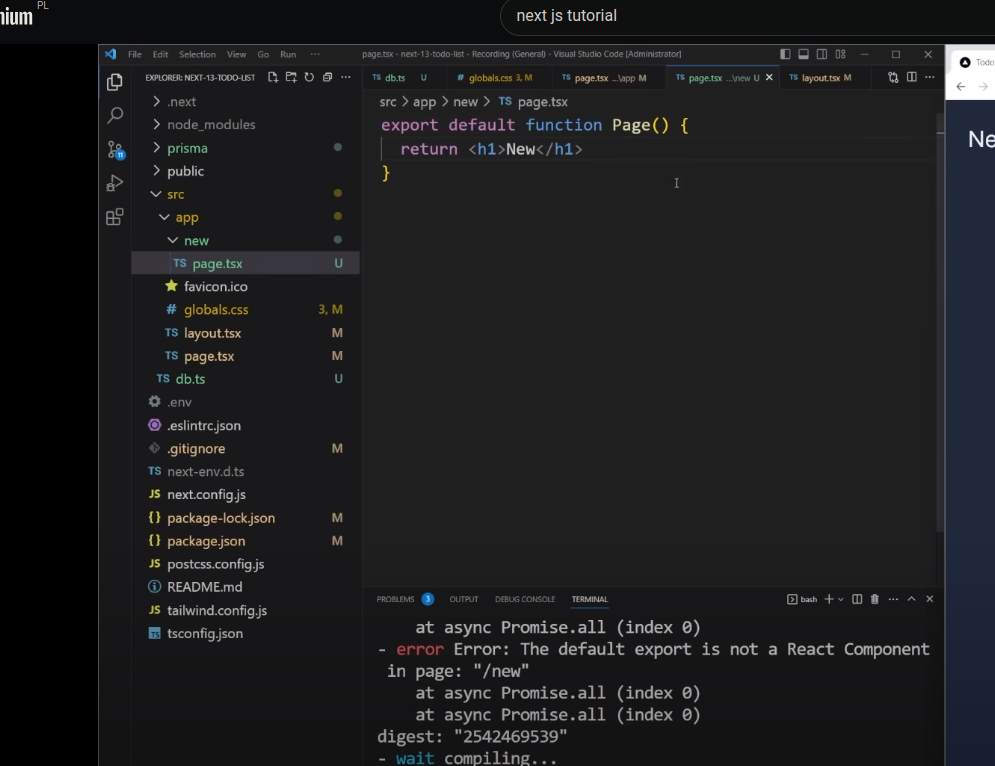 nium PL
next js tutorial
File Edit Selection View Go Run ···
page.tsx - next-13-todo-list - Recording (General) - Visual Studio Code [Administrator]
EXPLORER: NEXT-13-TODO-LIST
TS db.ts U
# globals.css 3, M
TS page.tsx ...\app M
TS page.tsx ...\new U
TS layout.tsx M
Todo
src > app > new > TS page.tsx
.next
node_modules
prisma
public
src
app
new
TS page.tsx U
favicon.ico
# globals.css 3, M
TS layout.tsx M
TS page.tsx M
TS db.ts U
.env
.eslintrc.json
.gitignore M
TS next-env.d.ts
JS next.config.js
{} package-lock.json M
{} package.json M
JS postcss.config.js
README.md
JS tailwind.config.js
TS tsconfig.json
11
export default function Page() {
return <h1>New</h1>
}
Ne
PROBLEMS 3 OUTPUT DEBUG CONSOLE TERMINAL
bash
at async Promise.all (index 0)
- error Error: The default export is not a React Component
in page: "/new"
at async Promise.all (index 0)
at async Promise.all (index 0)
digest: "2542469539"
- wait compiling...